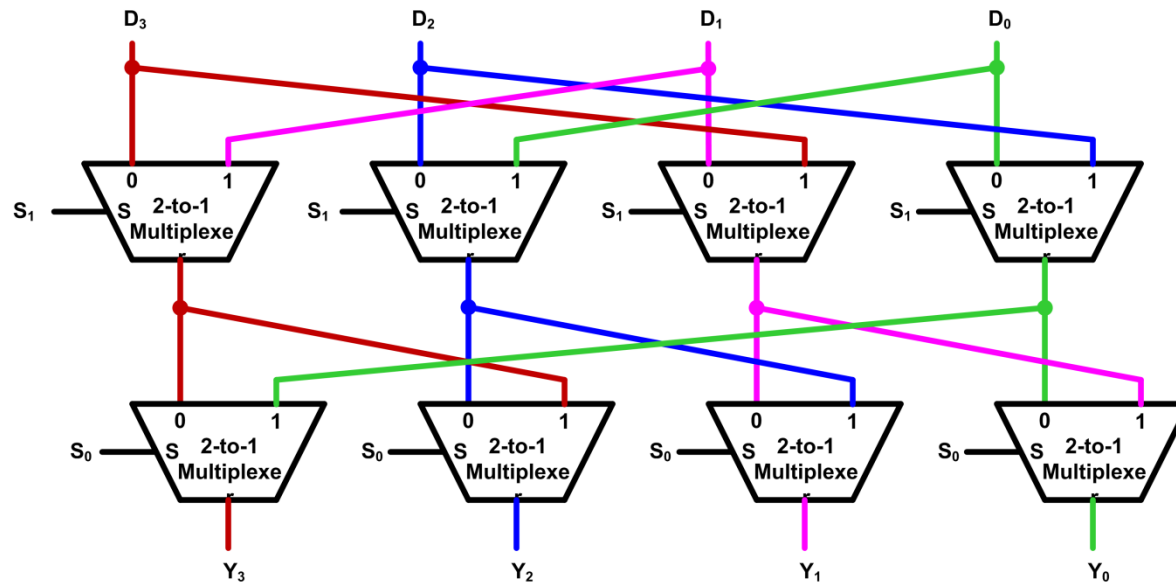 D₃ D₂ D₁ D₀
0 1 0 1 0 1 0 1
S₁ S 2-to-1 S₁ S 2-to-1 S₁ S 2-to-1 S₁ S 2-to-1
Multiplexe Multiplexe Multiplexe Multiplexe
r r r r
0 1 0 1 0 1 0 1
S₀ S 2-to-1 S₀ S 2-to-1 S₀ S 2-to-1 S₀ S 2-to-1
Multiplexe Multiplexe Multiplexe Multiplexe
r r r r
Y₃ Y₂ Y₁ Y₀